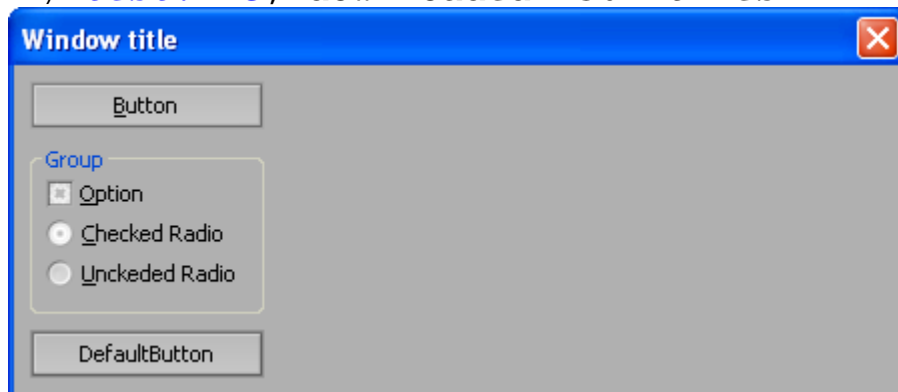 Window title
Button
Group
Option
Checked Radio
Unckeded Radio
DefaultButton